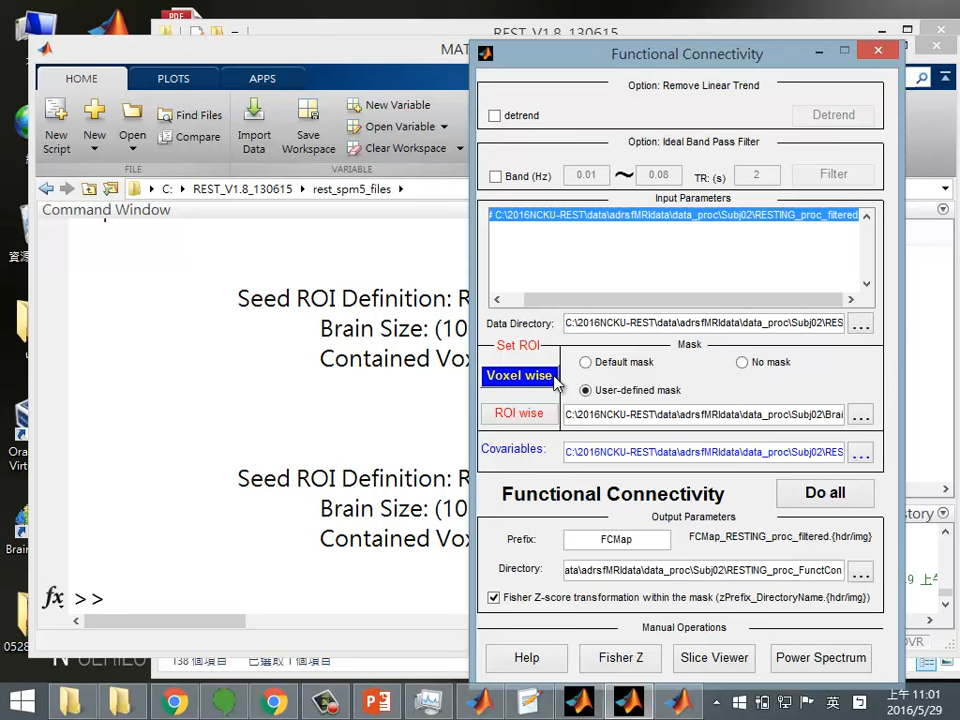 PDF
REST_V1.8_130615
MAT
HOME
PLOTS
APPS
New
Script
New
Open
Find Files
Compare
Import
Data
Save
Workspace
New Variable
Open Variable
Clear Workspace
FILE
VARIABLE
C:
REST_V1.8_130615
rest_spm5_files
Command Window
Seed ROI Definition: R
Brain Size: (10
Contained Vox
Seed ROI Definition: R
Brain Size: (10
Contained Vox
fx >>
Functional Connectivity
Option: Remove Linear Trend
detrend
Detrend
Option: Ideal Band Pass Filter
Band (Hz)
0.01
~
0.08
TR: (s)
2
Filter
Input Parameters
# C:\2016NCKU-REST\data\adrsfMRIdata\data_proc\Subj02\RESTING_proc_filtered
Data Directory:
C:\2016NCKU-REST\data\adrsfMRIdata\data_proc\Subj02\RES
...
Set ROI
Mask
Voxel wise
Default mask
No mask
User-defined mask
ROI wise
C:\2016NCKU-REST\data\adrsfMRIdata\data_proc\Subj02\Brai
...
Covariables:
C:\2016NCKU-REST\data\adrsfMRIdata\data_proc\Subj02\RES
...
Functional Connectivity
Do all
Output Parameters
Prefix:
FCMap
FCMap_RESTING_proc_filtered.{hdr/img}
Directory:
ata\adrsfMRIdata\data_proc\Subj02\RESTING_proc_FunctCon
...
Fisher Z-score transformation within the mask (zPrefix_DirectoryName.{hdr/img})
Manual Operations
Help
Fisher Z
Slice Viewer
Power Spectrum
story
OVR
資源
Ora
Virt
Brain
0528
138 個項目
已選取 1 個項目
英
上午 11:01
2016/5/29